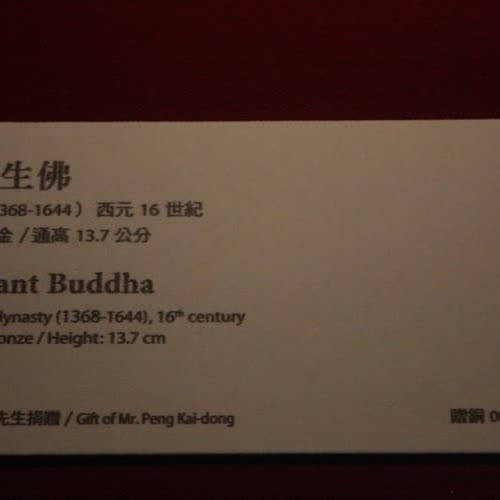 生佛
1368-1644） 西元 16 世紀
金 / 通高 13.7 公分
ant Buddha
dynasty (1368-1644), 16th century
onze / Height: 13.7 cm
先生捐贈 / Gift of Mr. Peng Kai-dong
贈銅 0